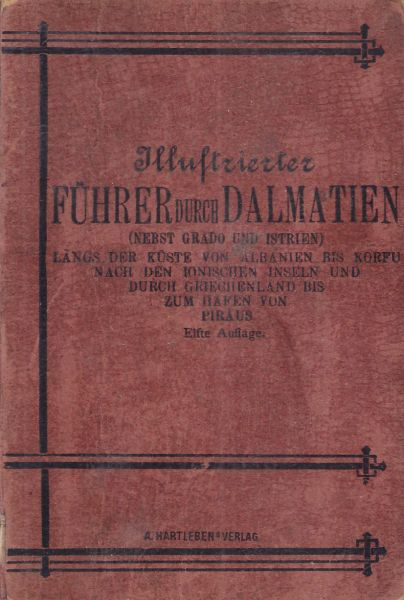 Illustrierter
FÜHRER DURCH DALMATIEN
(NEBST GRADO UND ISTRIEN)
LÄNGS DER KÜSTE VON ALBANIEN BIS KORFU
NACH DEN IONISCHEN INSELN UND
DURCH GRIECHENLAND BIS
ZUM HAFEN VON
PIRÄUS
Elfte Auflage.
A. HARTLEBEN'S VERLAG